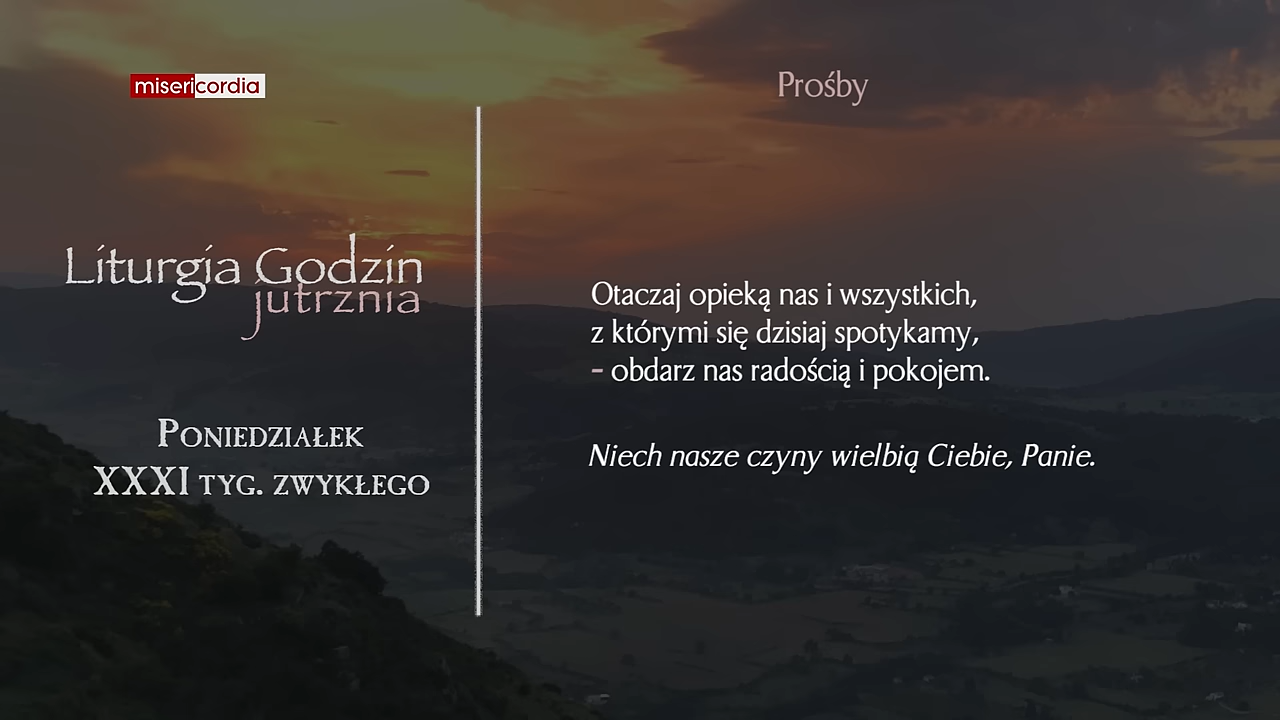 misericordia
Liturgia Godzin
jutrznia
Poniedziałek
XXXI tyg. zwykłego
Prośby
Otaczaj opieką nas i wszystkich,
z którymi się dzisiaj spotykamy,
- obdarz nas radością i pokojem.
Niech nasze czyny wielbią Ciebie, Panie.